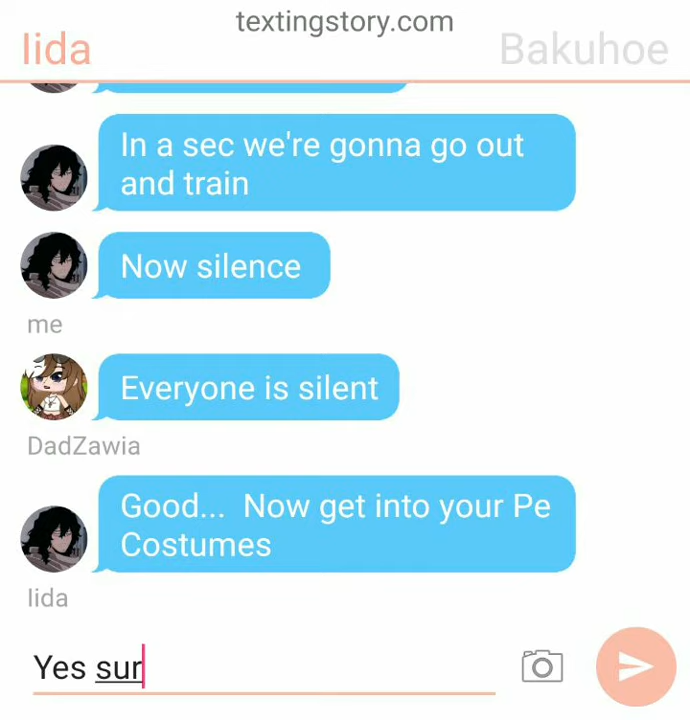 textingstory.com
Iida
Bakuhoe
In a sec we're gonna go out
and train
Now silence
me
Everyone is silent
DadZawia
Good... Now get into your Pe
Costumes
Iida
Yes sur